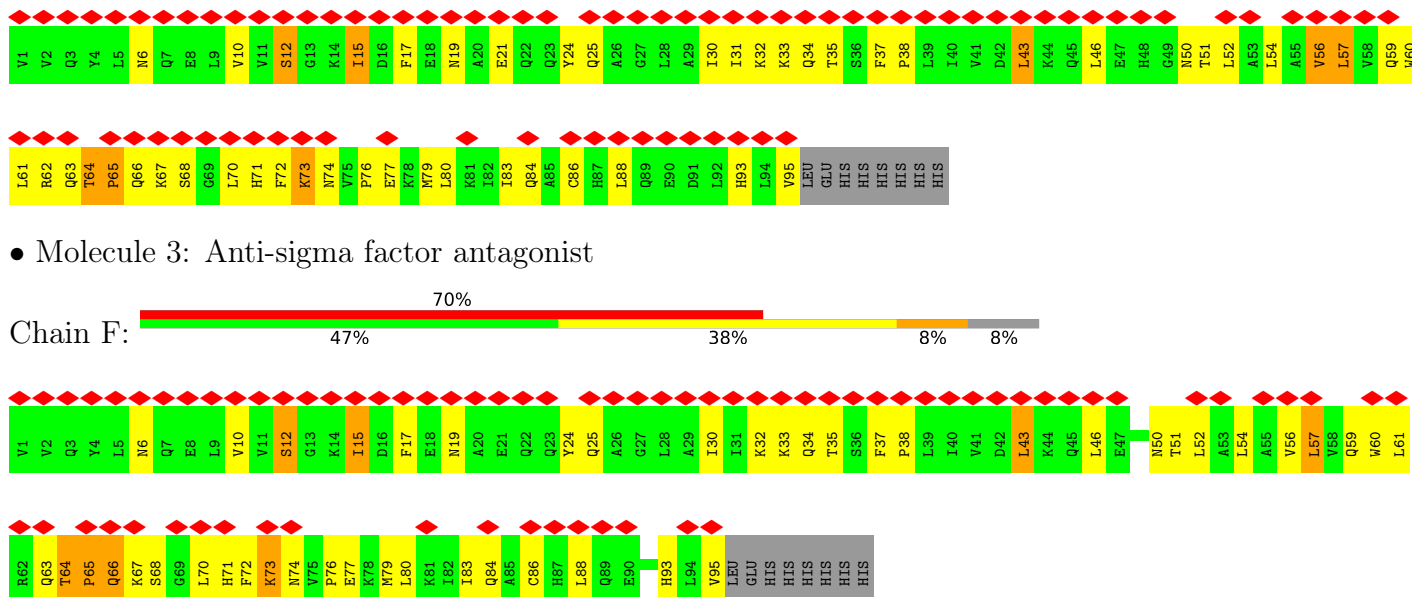 V1 V2 Q3 Y4 L5 N6 Q7 E8 L9 V10 V11 S12 G13 K14 I15 D16 F17 E18 N19 A20 E21 Q22 Q23 Y24 Q25 A26 G27 L28 A29 I30 I31 K32 K33 Q34 T35 S36 F37 P38 L39 I40 V41 D42 L43 K44 Q45 L46 E47 H48 G49 N50 T51 L52 A53 L54 A55 V56 L57 V58 Q59 W60
L61 R62 Q63 T64 P65 Q66 K67 S68 G69 L70 H71 F72 K73 N74 V75 P76 E77 K78 M79 L80 K81 I82 I83 Q84 A85 C86 H87 L88 Q89 E90 D91 L92 H93 L94 V95 LEU GLU HIS HIS HIS HIS HIS HIS
• Molecule 3: Anti-sigma factor antagonist
70%
Chain F:
47% 38% 8% 8%
V1 V2 Q3 Y4 L5 N6 Q7 E8 L9 V10 V11 S12 G13 K14 I15 D16 F17 E18 N19 A20 E21 Q22 Q23 Y24 Q25 A26 G27 L28 A29 I30 I31 K32 K33 Q34 T35 S36 F37 P38 L39 I40 V41 D42 L43 K44 Q45 L46 E47 N50 T51 L52 A53 L54 A55 V56 L57 V58 Q59 W60 L61
R62 Q63 T64 P65 Q66 K67 S68 G69 L70 H71 F72 K73 N74 V75 P76 E77 K78 M79 L80 K81 I82 I83 Q84 A85 C86 H87 L88 Q89 E90 H93 L94 V95 LEU GLU HIS HIS HIS HIS HIS HIS